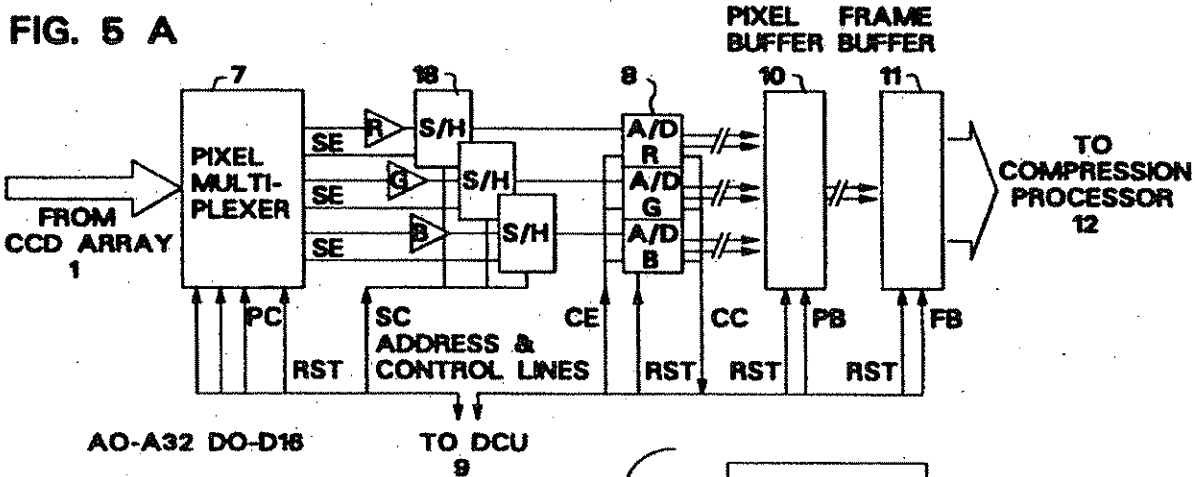 FIG. 5 A
PIXEL BUFFER
FRAME BUFFER
7
18
8
10
11
PIXEL MULTI-PLEXER
SE
SE
SE
R
G
B
S/H
S/H
S/H
A/D
R
A/D
G
A/D
B
FROM
CCD ARRAY
1
TO
COMPRESSION
PROCESSOR
12
PC
SC
CE
CC
PB
FB
ADDRESS &
CONTROL LINES
RST
RST
RST
RST
AO-A32 DO-D16
TO DCU
9